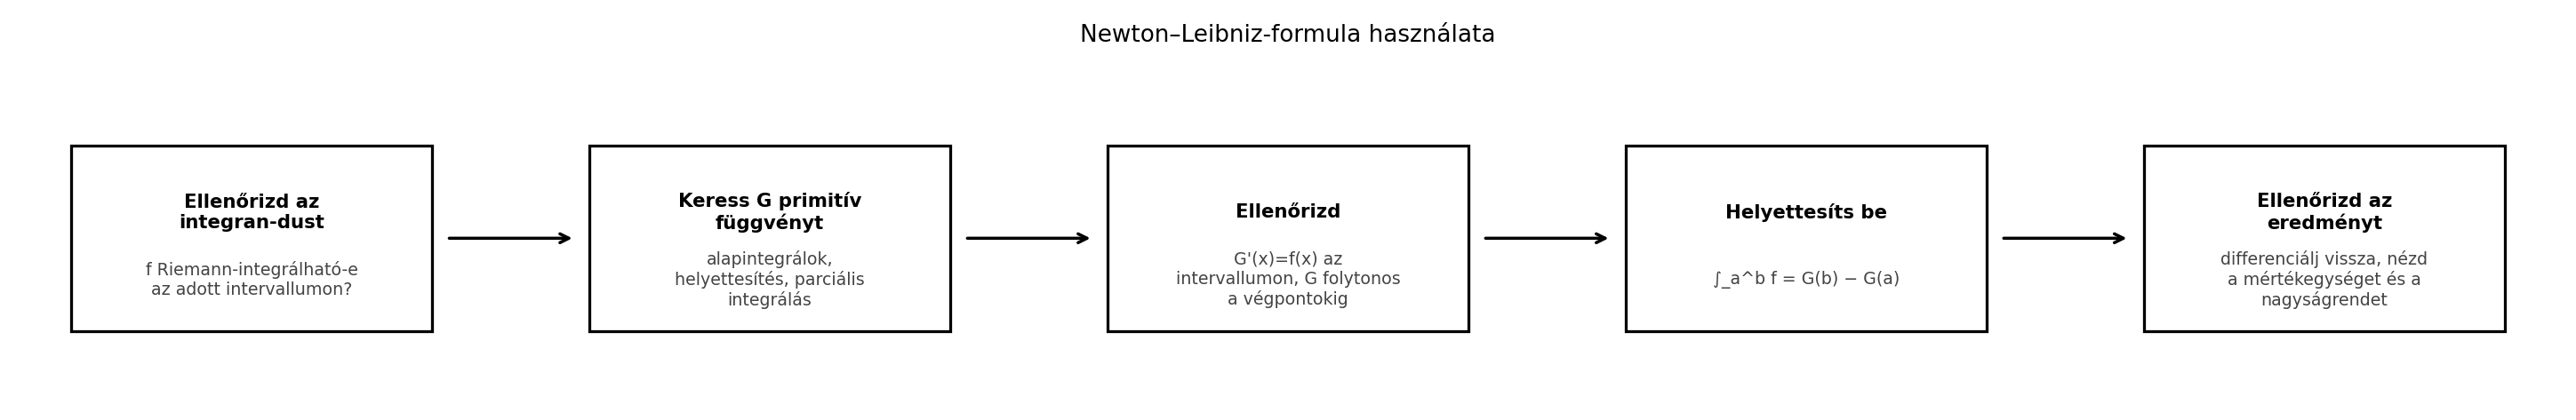 Newton–Leibniz-formula használata
Ellenőrizd az
integran-dust
f Riemann-integrálható-e
az adott intervallumon?
Keress G primitív
függvényt
alapintegrálok,
helyettesítés, parciális
integrálás
Ellenőrizd
G'(x)=f(x) az
intervallumon, G folytonos
a végpontokig
Helyettesíts be
∫_a^b f = G(b) − G(a)
Ellenőrizd az
eredményt
differenciálj vissza, nézd
a mértékegységet és a
nagyságrendet